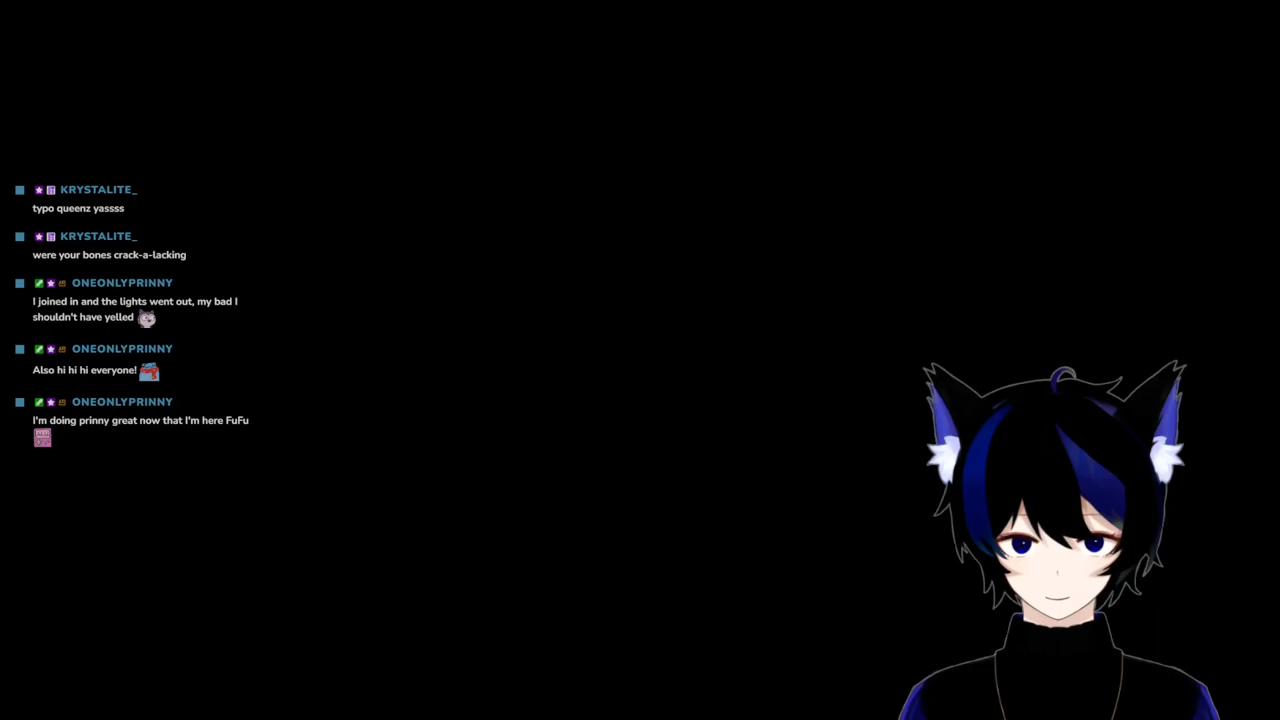 KRYSTALITE_
typo queenz yassss
KRYSTALITE_
were your bones crack-a-lacking
ONEONLYPRINNY
I joined in and the lights went out, my bad I
shouldn't have yelled
ONEONLYPRINNY
Also hi hi hi everyone!
ONEONLYPRINNY
I'm doing prinny great now that I'm here FuFu